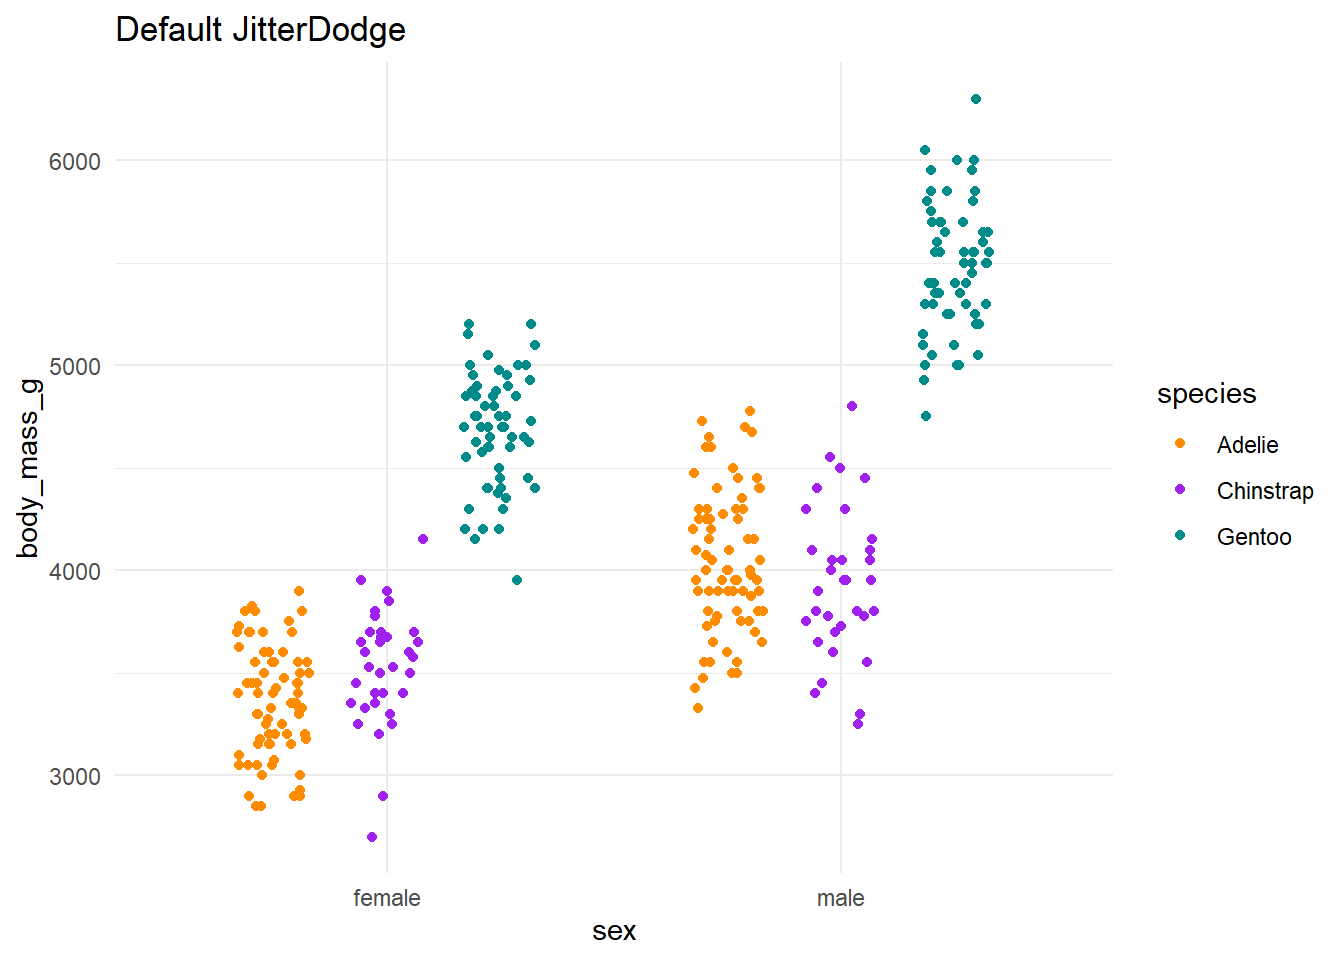 Default JitterDodge
6000
5000
4000
3000
body_mass_g
female
male
sex
species
Adelie
Chinstrap
Gentoo